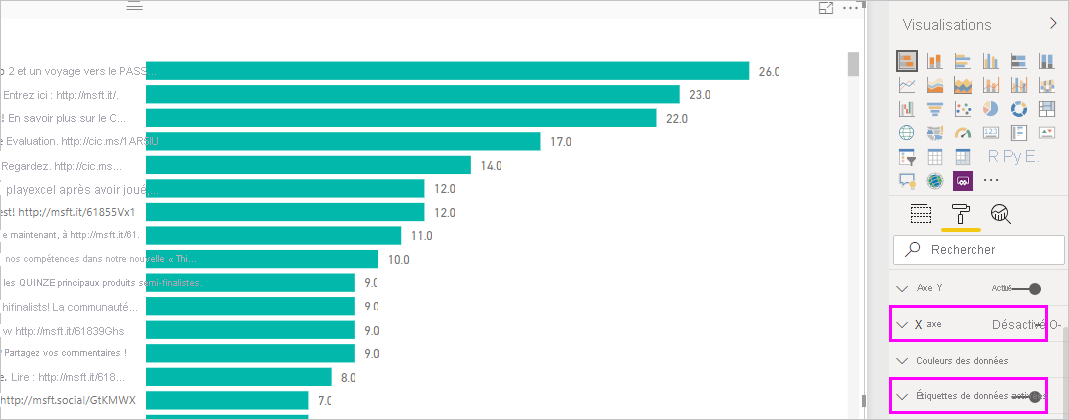 Visualisations
2 et un voyage vers le PASS... 26.0
Entrez ici : http://msft.it/. 23.0
! En savoir plus sur le C... 22.0
e Evaluation. http://cic.ms/1ARSIU 17.0
Regardez. http://cic.ms... 14.0
playexcel après avoir joué,... 12.0
est! http://msft.it/61855Vx1 12.0
e maintenant, à http://msft.it/61. 11.0
nos compétences dans notre nouvelle « Thi... 10.0
les QUINZE principaux produits semi-finalistes. 9.0
hifinalists! La communauté... 9.0
w http://msft.it/61839Ghs 9.0
? Partagez vos commentaires ! 9.0
e. Lire : http://msft.it/618... 8.0
http://msft.social/GtKMWX 7.0
R Py E.
Rechercher
Axe Y
X axe Désactivé O-
Couleurs des données
Étiquettes de données